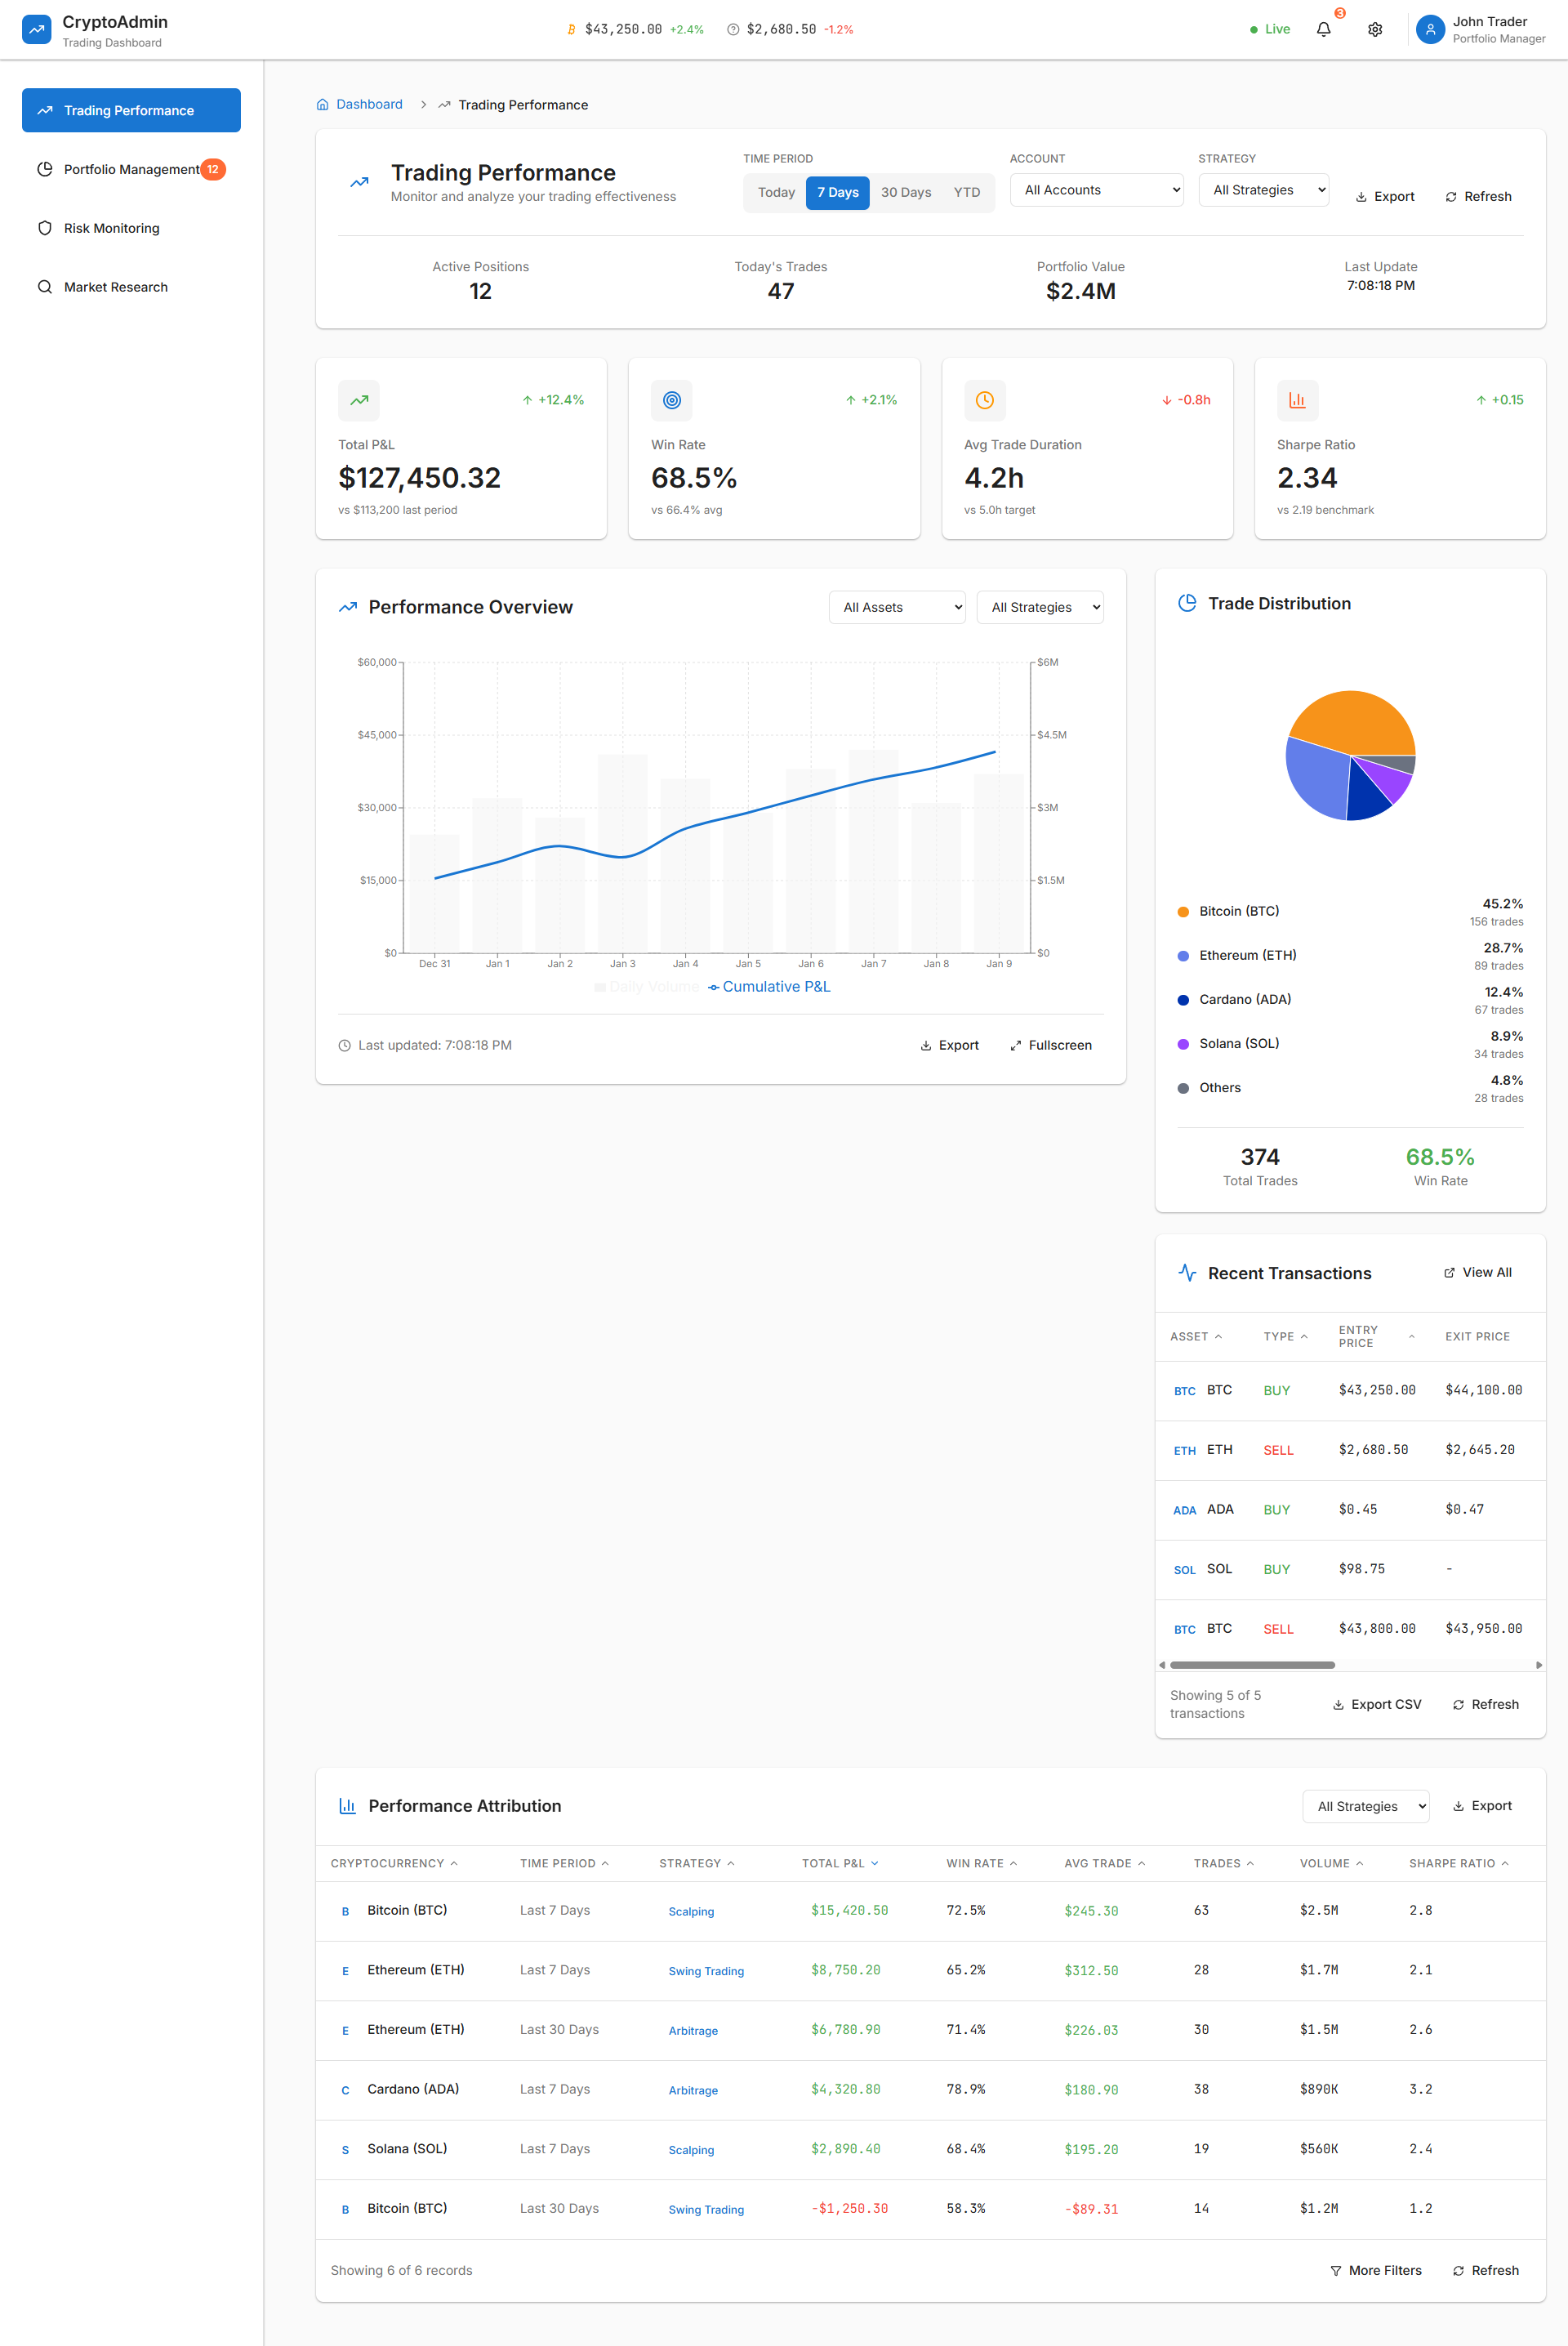 CryptoAdmin
Trading Dashboard
$43,250.00 +2.4% $2,680.50 -1.2%
Live
3
John Trader
Portfolio Manager
Trading Performance
Portfolio Management 12
Risk Monitoring
Market Research
Dashboard > Trading Performance
Trading Performance
Monitor and analyze your trading effectiveness
TIME PERIOD
Today 7 Days 30 Days YTD
ACCOUNT
All Accounts
STRATEGY
All Strategies
Export Refresh
Active Positions
12
Today's Trades
47
Portfolio Value
$2.4M
Last Update
7:08:18 PM
+12.4%
Total P&L
$127,450.32
vs $113,200 last period
+2.1%
Win Rate
68.5%
vs 66.4% avg
-0.8h
Avg Trade Duration
4.2h
vs 5.0h target
+0.15
Sharpe Ratio
2.34
vs 2.19 benchmark
Performance Overview
All Assets All Strategies
$60,000 $6M
$45,000 $4.5M
$30,000 $3M
$15,000 $1.5M
$0 $0
Dec 31 Jan 1 Jan 2 Jan 3 Jan 4 Jan 5 Jan 6 Jan 7 Jan 8 Jan 9
Daily Volume Cumulative P&L
Last updated: 7:08:18 PM
Export Fullscreen
Trade Distribution
Bitcoin (BTC) 45.2%
156 trades
Ethereum (ETH) 28.7%
89 trades
Cardano (ADA) 12.4%
67 trades
Solana (SOL) 8.9%
34 trades
Others 4.8%
28 trades
374
Total Trades
68.5%
Win Rate
Recent Transactions View All
ASSET TYPE ENTRY PRICE EXIT PRICE
BTC BTC BUY $43,250.00 $44,100.00
ETH ETH SELL $2,680.50 $2,645.20
ADA ADA BUY $0.45 $0.47
SOL SOL BUY $98.75 -
BTC BTC SELL $43,800.00 $43,950.00
Showing 5 of 5
transactions
Export CSV Refresh
Performance Attribution
All Strategies Export
CRYPTOCURRENCY TIME PERIOD STRATEGY TOTAL P&L WIN RATE AVG TRADE TRADES VOLUME SHARPE RATIO
B Bitcoin (BTC) Last 7 Days Scalping $15,420.50 72.5% $245.30 63 $2.5M 2.8
E Ethereum (ETH) Last 7 Days Swing Trading $8,750.20 65.2% $312.50 28 $1.7M 2.1
E Ethereum (ETH) Last 30 Days Arbitrage $6,780.90 71.4% $226.03 30 $1.5M 2.6
C Cardano (ADA) Last 7 Days Arbitrage $4,320.80 78.9% $180.90 38 $890K 3.2
S Solana (SOL) Last 7 Days Scalping $2,890.40 68.4% $195.20 19 $560K 2.4
B Bitcoin (BTC) Last 30 Days Swing Trading -$1,250.30 58.3% -$89.31 14 $1.2M 1.2
Showing 6 of 6 records
More Filters Refresh